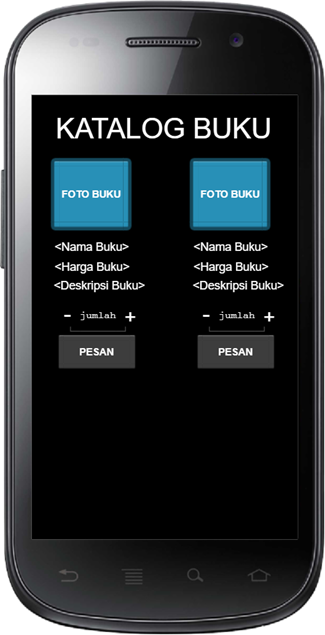 KATALOG BUKU
FOTO BUKU FOTO BUKU
<Nama Buku> <Nama Buku>
<Harga Buku> <Harga Buku>
<Deskripsi Buku> <Deskripsi Buku>
- jumlah + - jumlah +
PESAN PESAN